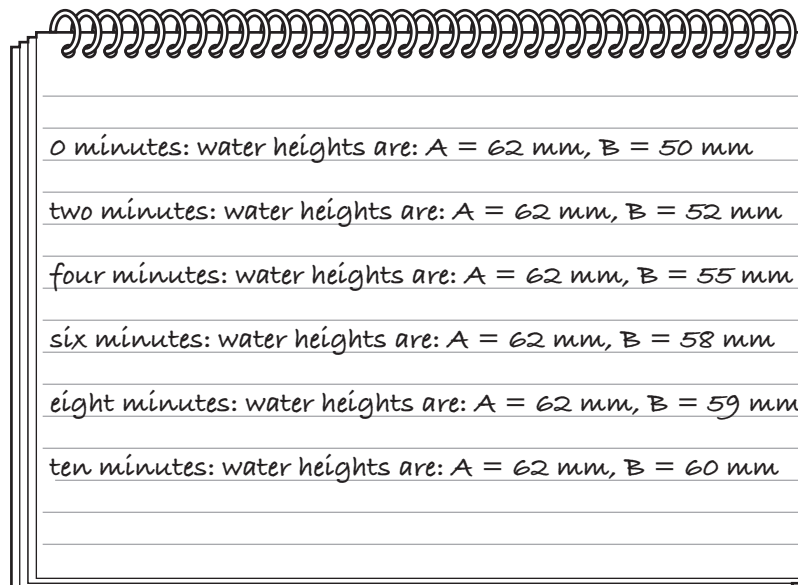 0 minutes: water heights are: A = 62 mm, B = 50 mm
two minutes: water heights are: A = 62 mm, B = 52 mm
four minutes: water heights are: A = 62 mm, B = 55 mm
six minutes: water heights are: A = 62 mm, B = 58 mm
eight minutes: water heights are: A = 62 mm, B = 59 mm
ten minutes: water heights are: A = 62 mm, B = 60 mm